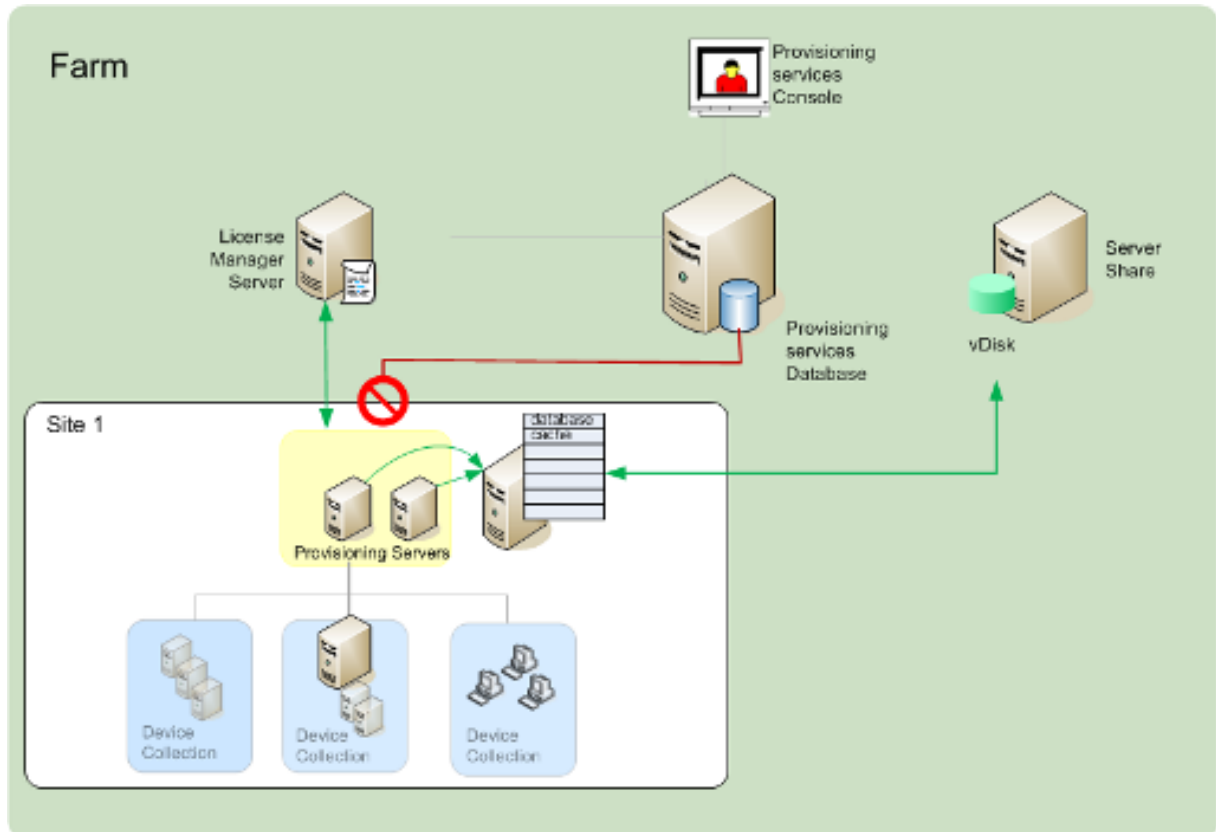 Farm
Provisioning
services
Console
License
Manager
Server
Server
Share
vDisk
Provisioning
services
Database
Site 1
database
cache
Provisioning Servers
Device
Collection
Device
Collection
Device
Collection